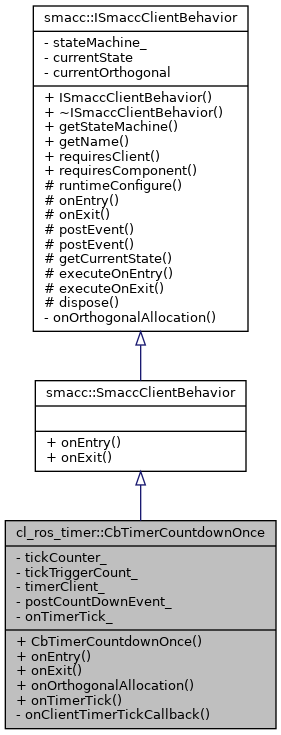 smacc::ISmaccClientBehavior
- stateMachine_
- currentState
- currentOrthogonal
+ ISmaccClientBehavior()
+ ~ISmaccClientBehavior()
+ getStateMachine()
+ getName()
+ requiresClient()
+ requiresComponent()
# runtimeConfigure()
# onEntry()
# onExit()
# postEvent()
# postEvent()
# getCurrentState()
# executeOnEntry()
# executeOnExit()
# dispose()
- onOrthogonalAllocation()
smacc::SmaccClientBehavior
+ onEntry()
+ onExit()
cl_ros_timer::CbTimerCountdownOnce
- tickCounter_
- tickTriggerCount_
- timerClient_
- postCountDownEvent_
- onTimerTick_
+ CbTimerCountdownOnce()
+ onEntry()
+ onExit()
+ onOrthogonalAllocation()
+ onTimerTick()
- onClientTimerTickCallback()